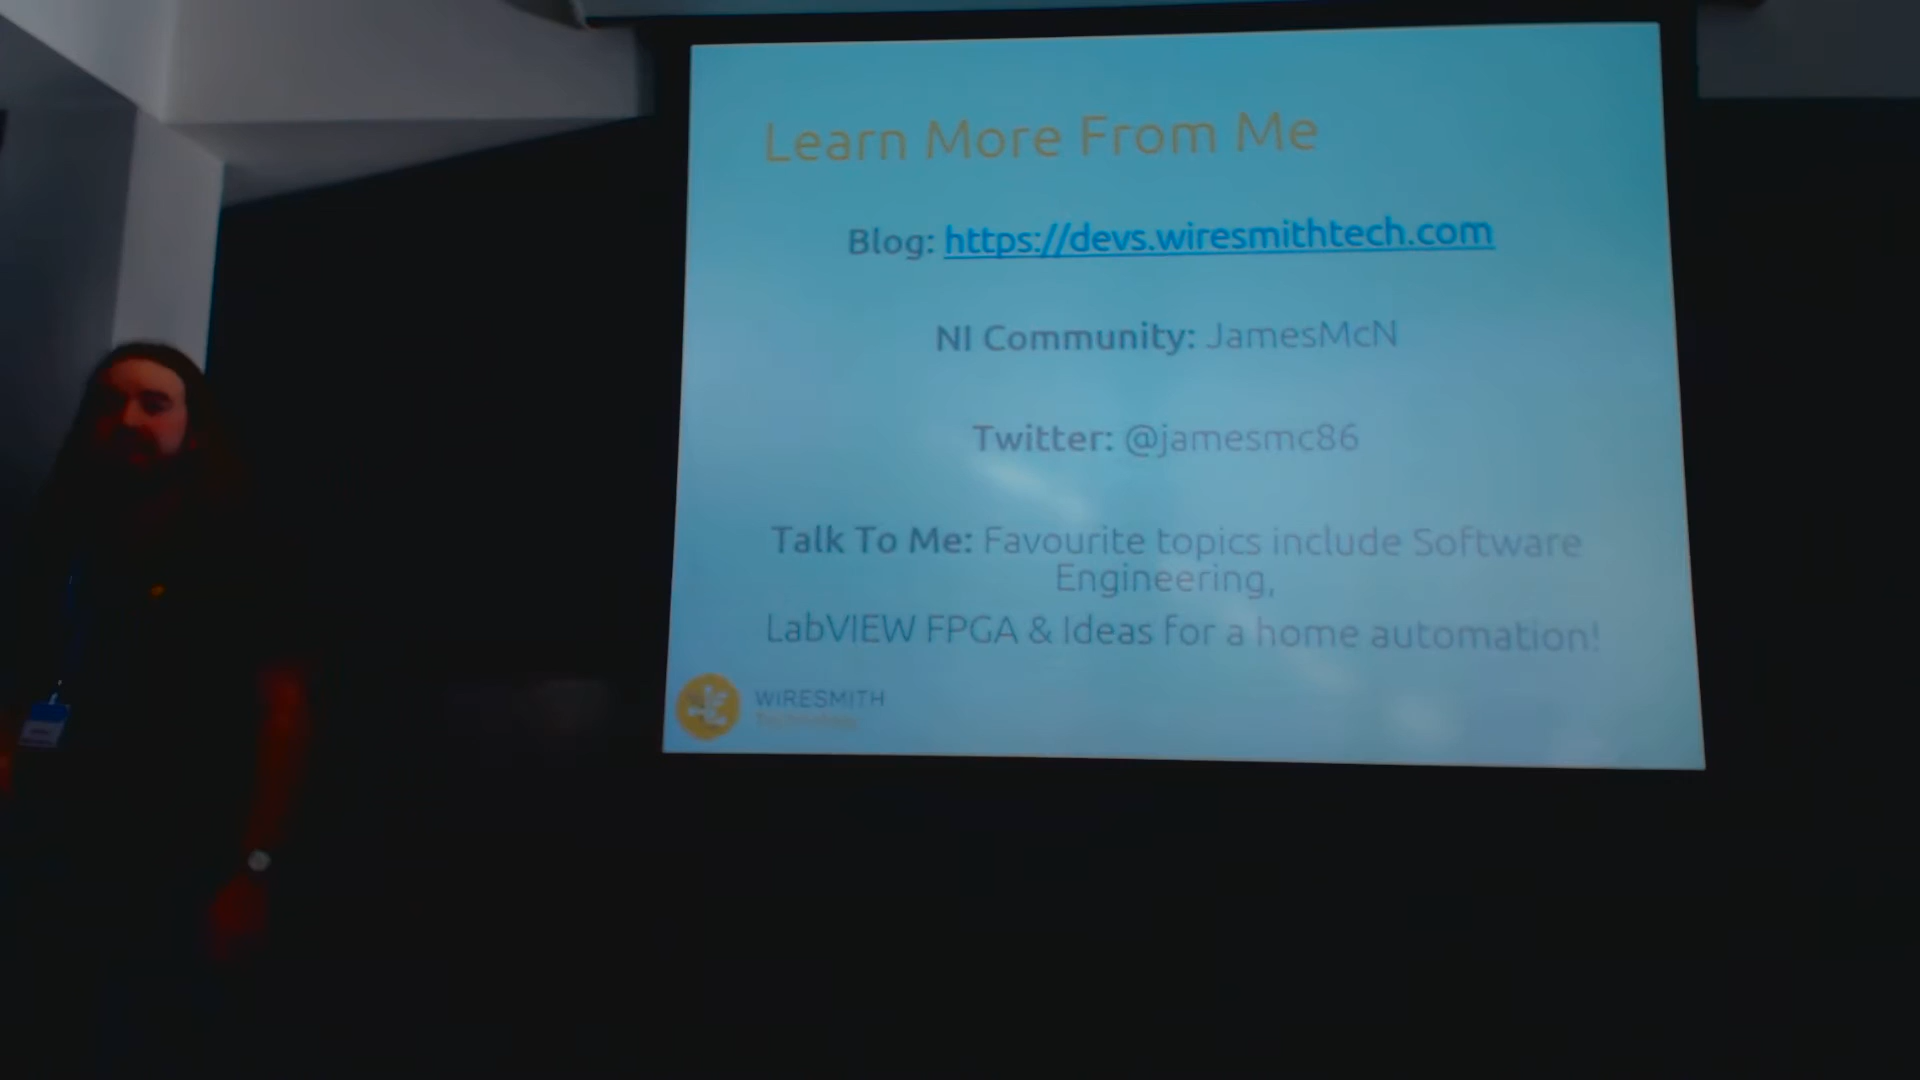 Learn More From Me
Blog: https://devs.wiresmithtech.com
NI Community: JamesMcN
Twitter: @jamesmc86
Talk To Me: Favourite topics include Software
Engineering,
LabVIEW FPGA & Ideas for a home automation!
WIRESMITH